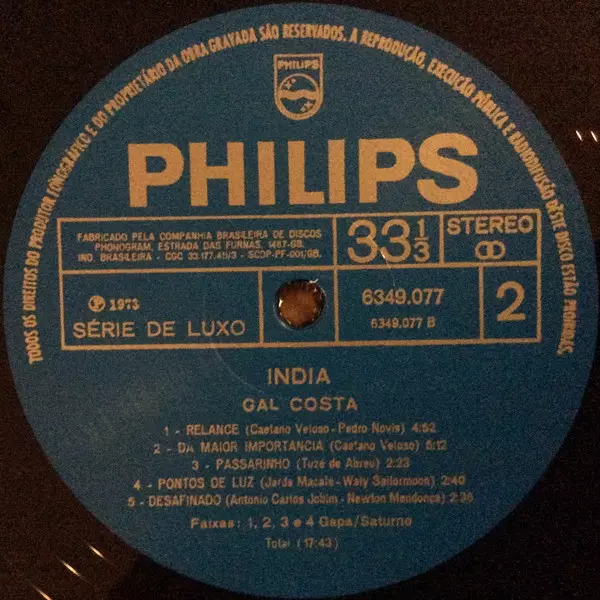 TODOS OS DIREITOS DO PRODUTOR FONOGRÁFICO E DO PROPRIETÁRIO DA OBRA GRAVADA SÃO RESERVADOS. A REPRODUÇÃO, EXECUÇÃO PÚBLICA E RADIODIFUSÃO DÊSTE DISCO ESTÃO PROIBIDAS.
PHILIPS
PHILIPS
FABRICADO PELA COMPANHIA BRASILEIRA DE DISCOS
PHONOGRAM, ESTRADA DAS FURNAS, 1487-GB.
IND. BRASILEIRA - CGC 33.177.411/3 - SCDP-PF-001/GB.
33 1/3
STEREO
Ⓟ 1973
SÉRIE DE LUXO
6349.077
6349.077 B
2
INDIA
GAL COSTA
1 - RELANCE (Caetano Veloso - Pedro Novis) 4:52
2 - DA MAIOR IMPORTANCIA (Caetano Veloso) 5:12
3 - PASSARINHO (Tuzé de Abreu) 2:23
4 - PONTOS DE LUZ (Jards Macale - Waly Sailormoon) 2:40
5 - DESAFINADO (Antonio Carlos Jobim - Newton Mendonça) 2:36
Faixas: 1, 2, 3 e 4 Gapa/Saturno
Total (17:43)